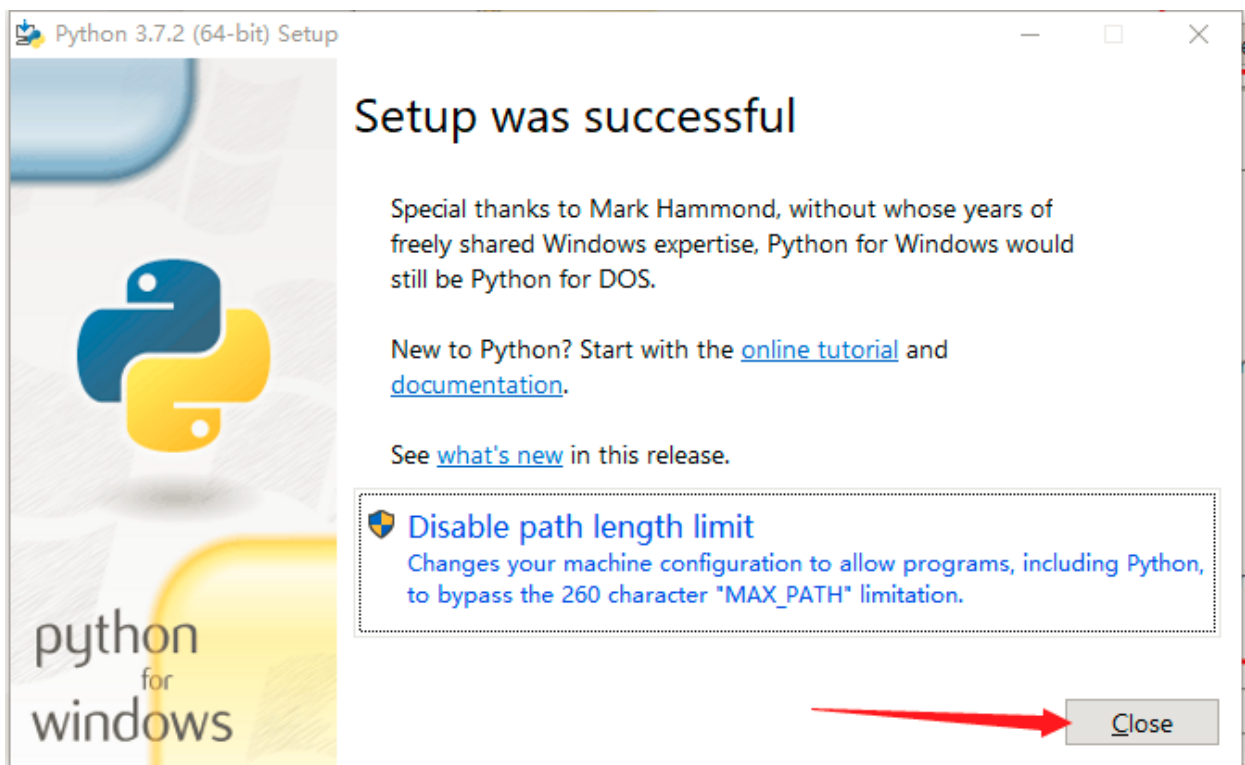 Python 3.7.2 (64-bit) Setup
Setup was successful
Special thanks to Mark Hammond, without whose years of
freely shared Windows expertise, Python for Windows would
still be Python for DOS.
New to Python? Start with the online tutorial and
documentation.
See what's new in this release.
Disable path length limit
Changes your machine configuration to allow programs, including Python,
to bypass the 260 character "MAX_PATH" limitation.
python
for
windows
Close